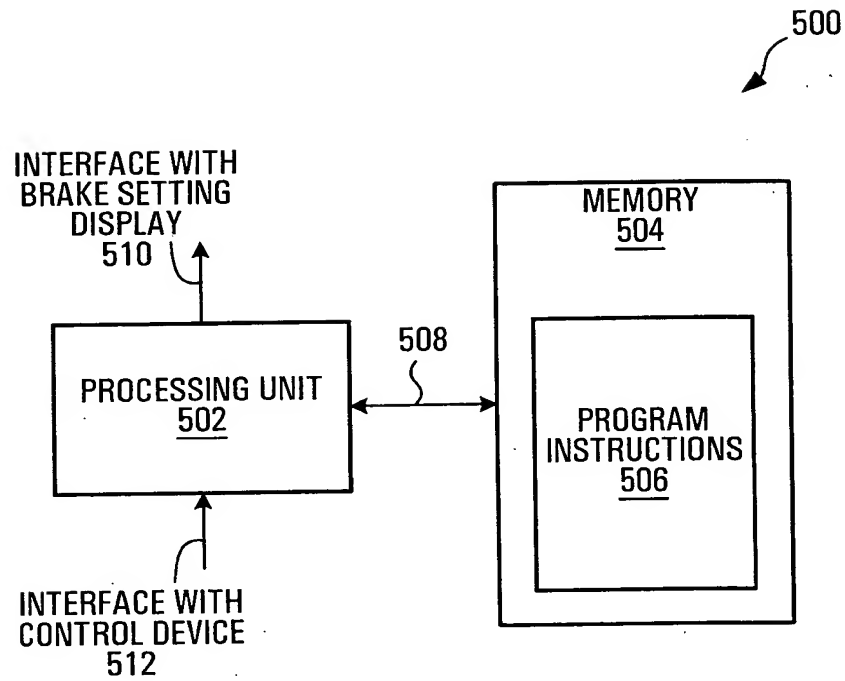 500
INTERFACE WITH
BRAKE SETTING
DISPLAY
510
MEMORY
504
508
PROCESSING UNIT
502
PROGRAM
INSTRUCTIONS
506
INTERFACE WITH
CONTROL DEVICE
512